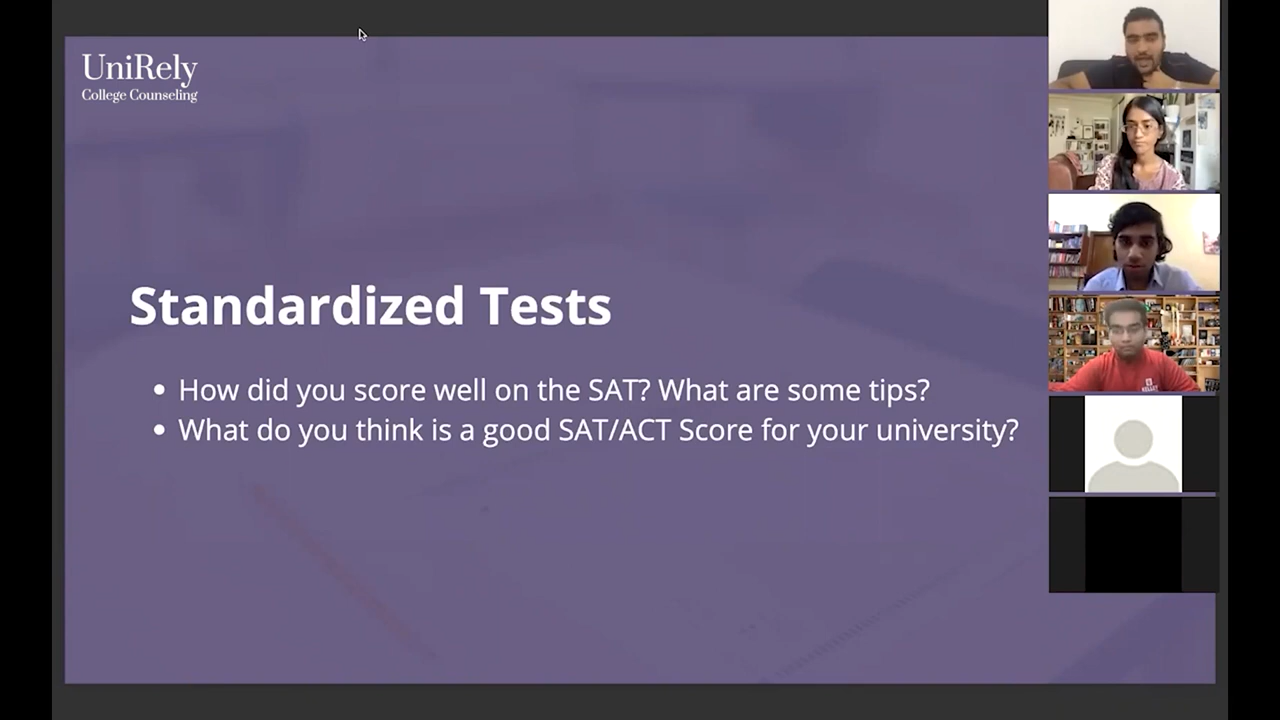 UniRely
College Counseling
Standardized Tests
• How did you score well on the SAT? What are some tips?
• What do you think is a good SAT/ACT Score for your university?